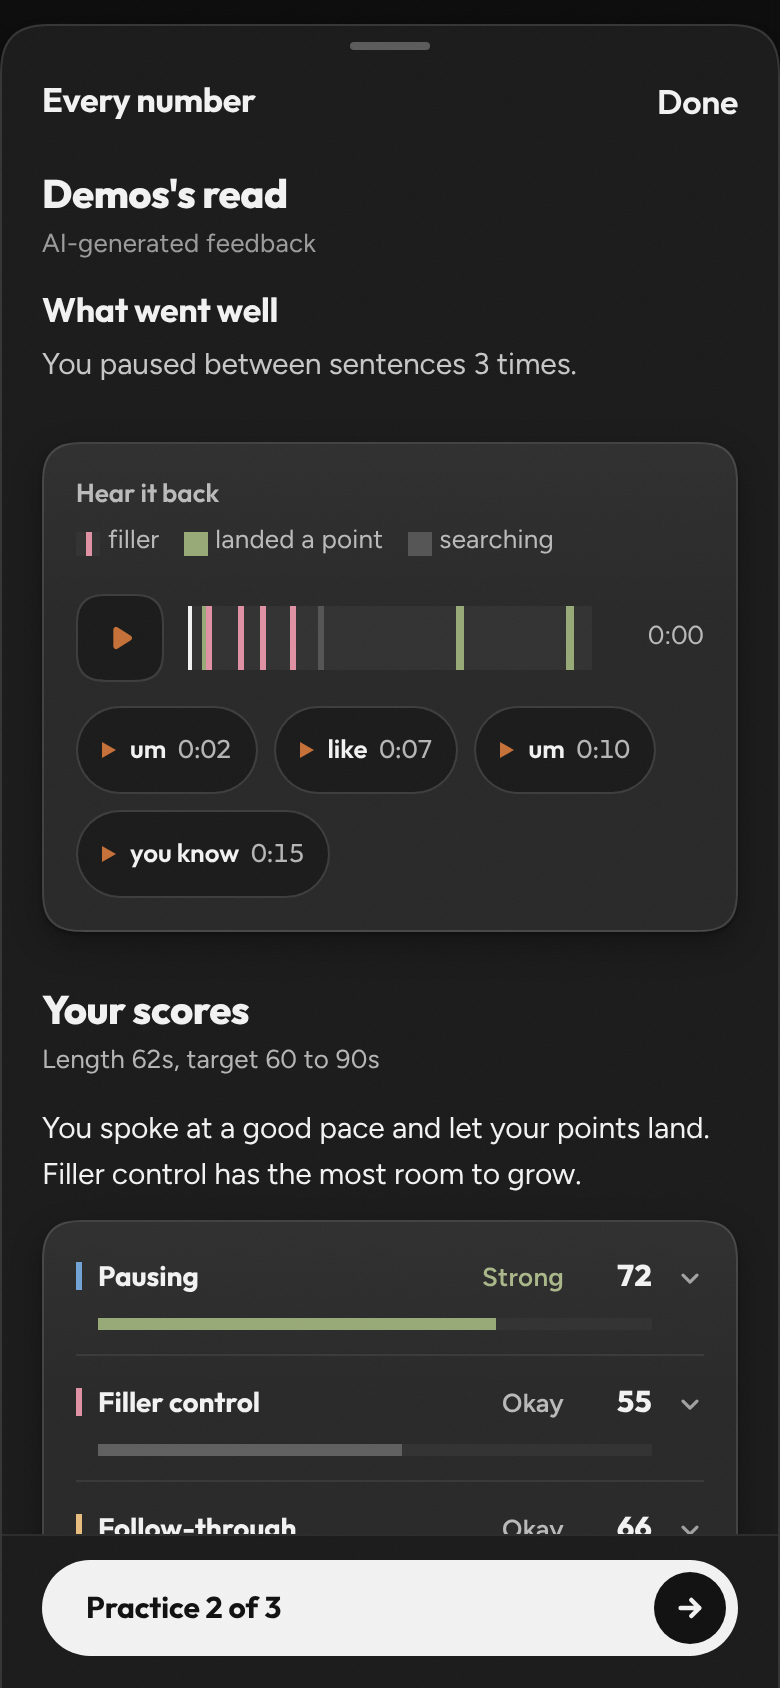 Every number
Done
Demos's read
AI-generated feedback
What went well
You paused between sentences 3 times.
Hear it back
filler landed a point searching
0:00
um 0:02 like 0:07 um 0:10
you know 0:15
Your scores
Length 62s, target 60 to 90s
You spoke at a good pace and let your points land.
Filler control has the most room to grow.
Pausing Strong 72
Filler control Okay 55
Follow-through Okay 66
Practice 2 of 3